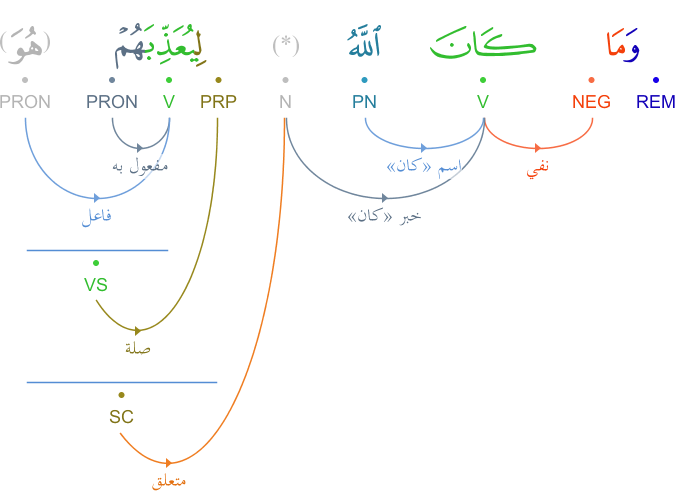 وَمَا كَانَ ٱللَّهُ (*) لِيُعَذِّبَهُمْ (هُوَ)
REM NEG V PN N PRP V PRON PRON
نفي اسم «كان» مفعول به
خبر «كان» فاعل
VS
صلة
SC
متعلق